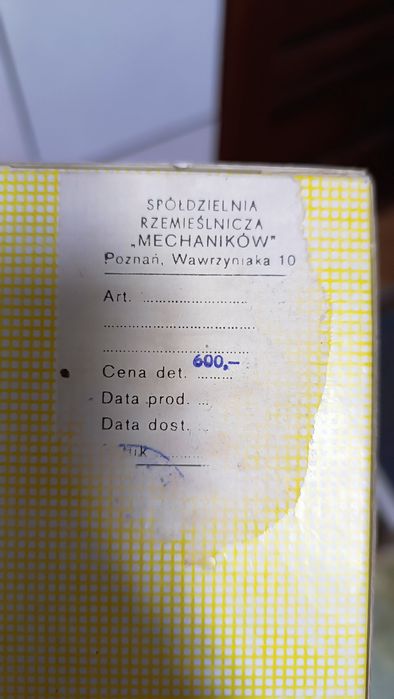 SPÓŁDZIELNIA
RZEMIEŚLNICZA
„MECHANIKÓW"
Poznań, Wawrzyniaka 10
Art. ........................
..................................
..................................
Cena det. 600,-
Data prod. ...
Data dost. ...